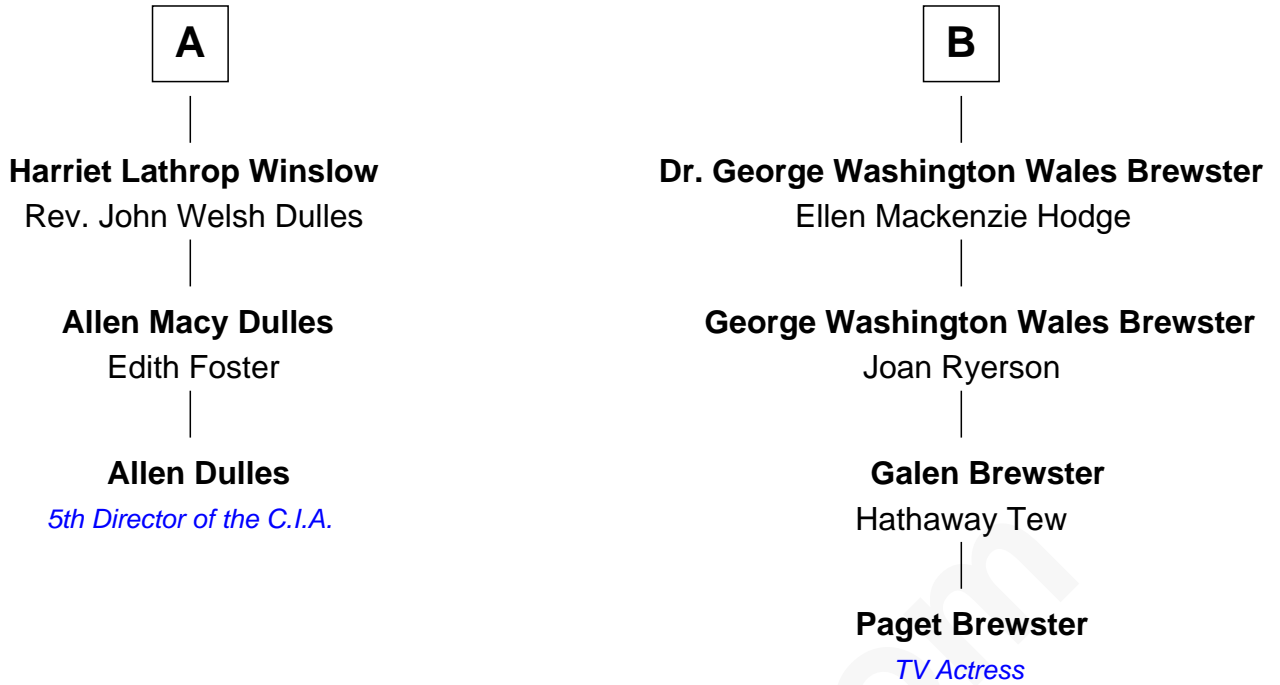 A
Harriet Lathrop Winslow
Rev. John Welsh Dulles
Allen Macy Dulles
Edith Foster
Allen Dulles
5th Director of the C.I.A.
B
Dr. George Washington Wales Brewster
Ellen Mackenzie Hodge
George Washington Wales Brewster
Joan Ryerson
Galen Brewster
Hathaway Tew
Paget Brewster
TV Actress